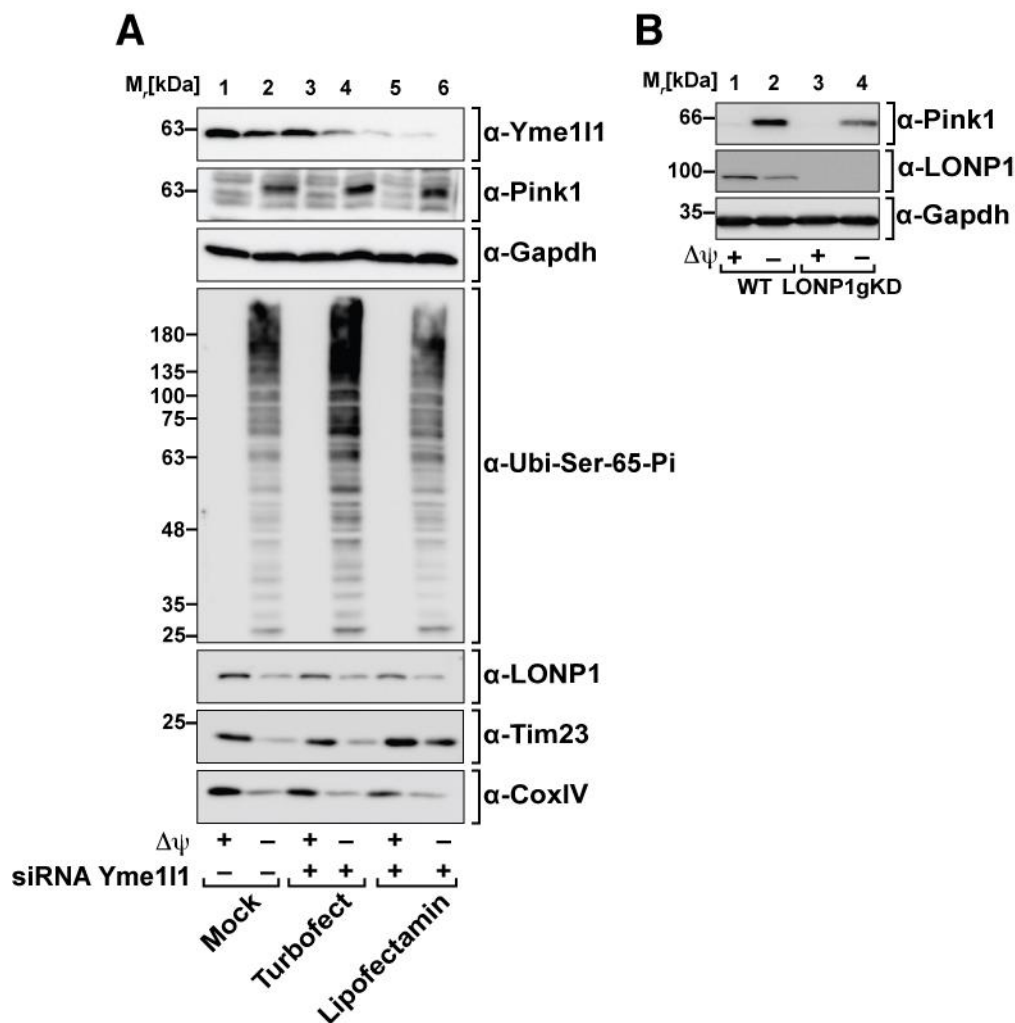 A
Mr[kDa] 1 2 3 4 5 6
63 α-Yme1l1
63 α-Pink1
α-Gapdh
180
135
100
75
63 α-Ubi-Ser-65-Pi
48
35
25
α-LONP1
25 α-Tim23
α-CoxIV
Δψ + – + – + –
siRNA Yme1l1 – – + + + +
Mock Turbofect Lipofectamin
B
Mr[kDa] 1 2 3 4
66 α-Pink1
100 α-LONP1
35 α-Gapdh
Δψ + – + –
WT LONP1gKD